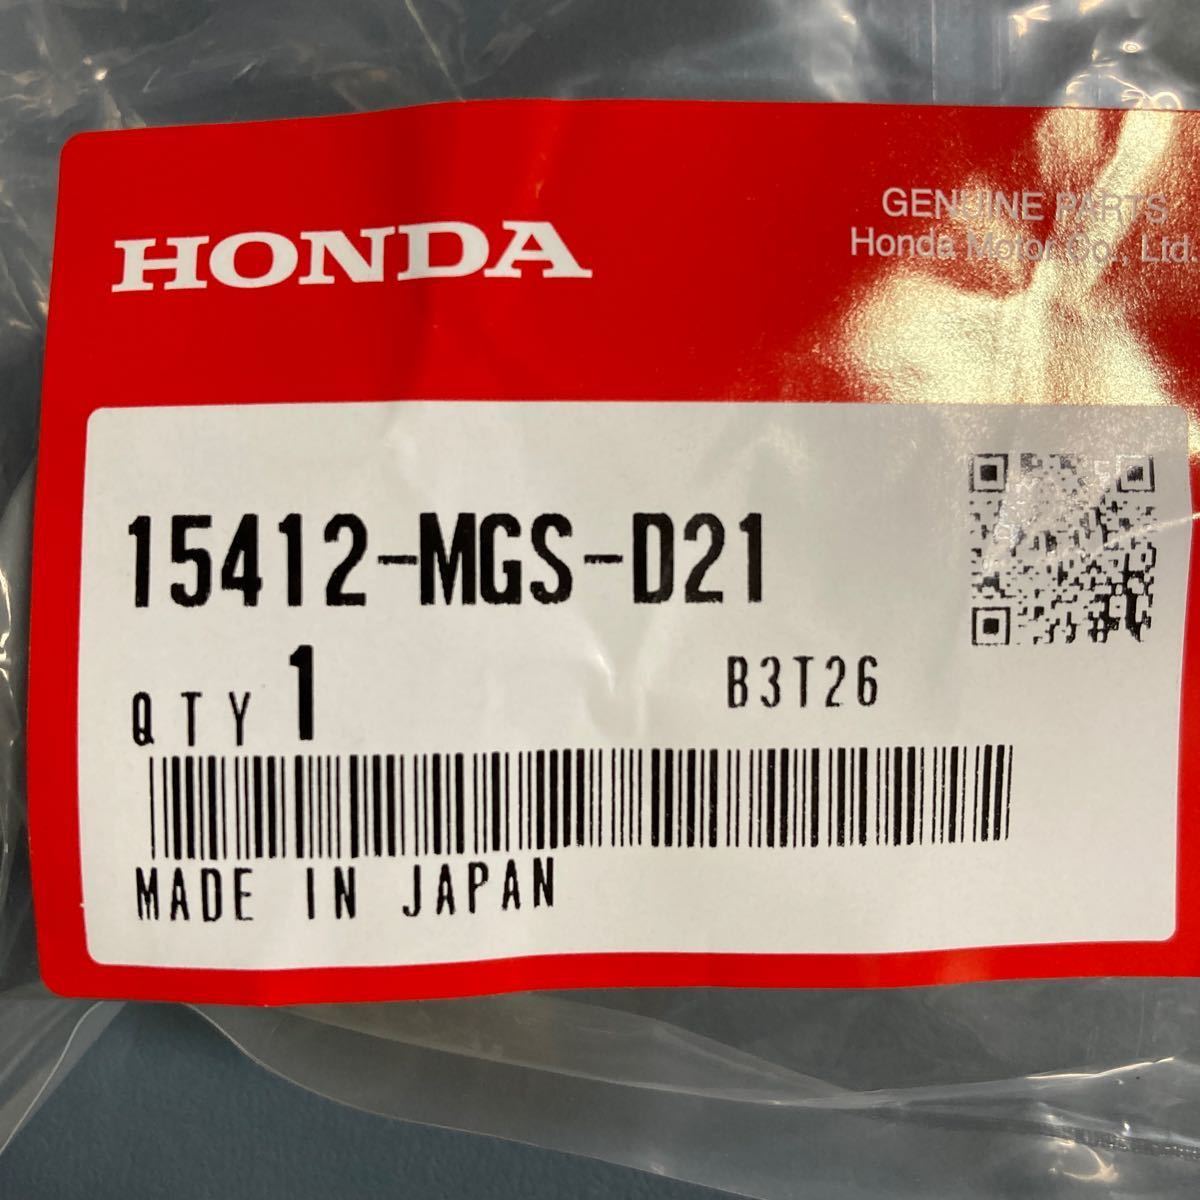 HONDA
GENUINE PARTS
Honda Motor Co., Ltd.
15412-MGS-D21
QTY 1
B3T26
MADE IN JAPAN